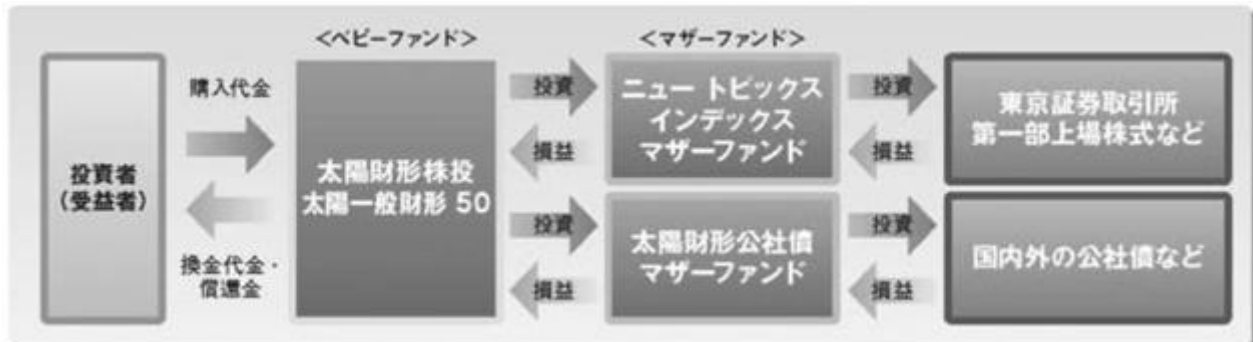 <ベビーファンド>
<マザーファンド>
投資者
(受益者)
購入代金
換金代金・
償還金
太陽財形株投
太陽一般財形 50
投資
損益
ニュー トピックス
インデックス
マザーファンド
投資
損益
東京証券取引所
第一部上場株式など
投資
損益
太陽財形公社債
マザーファンド
投資
損益
国内外の公社債など